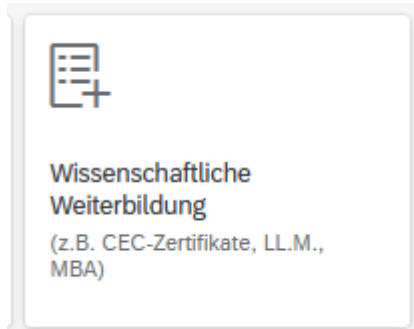 Wissenschaftliche
Weiterbildung
(z.B. CEC-Zertifikate, LL.M.,
MBA)